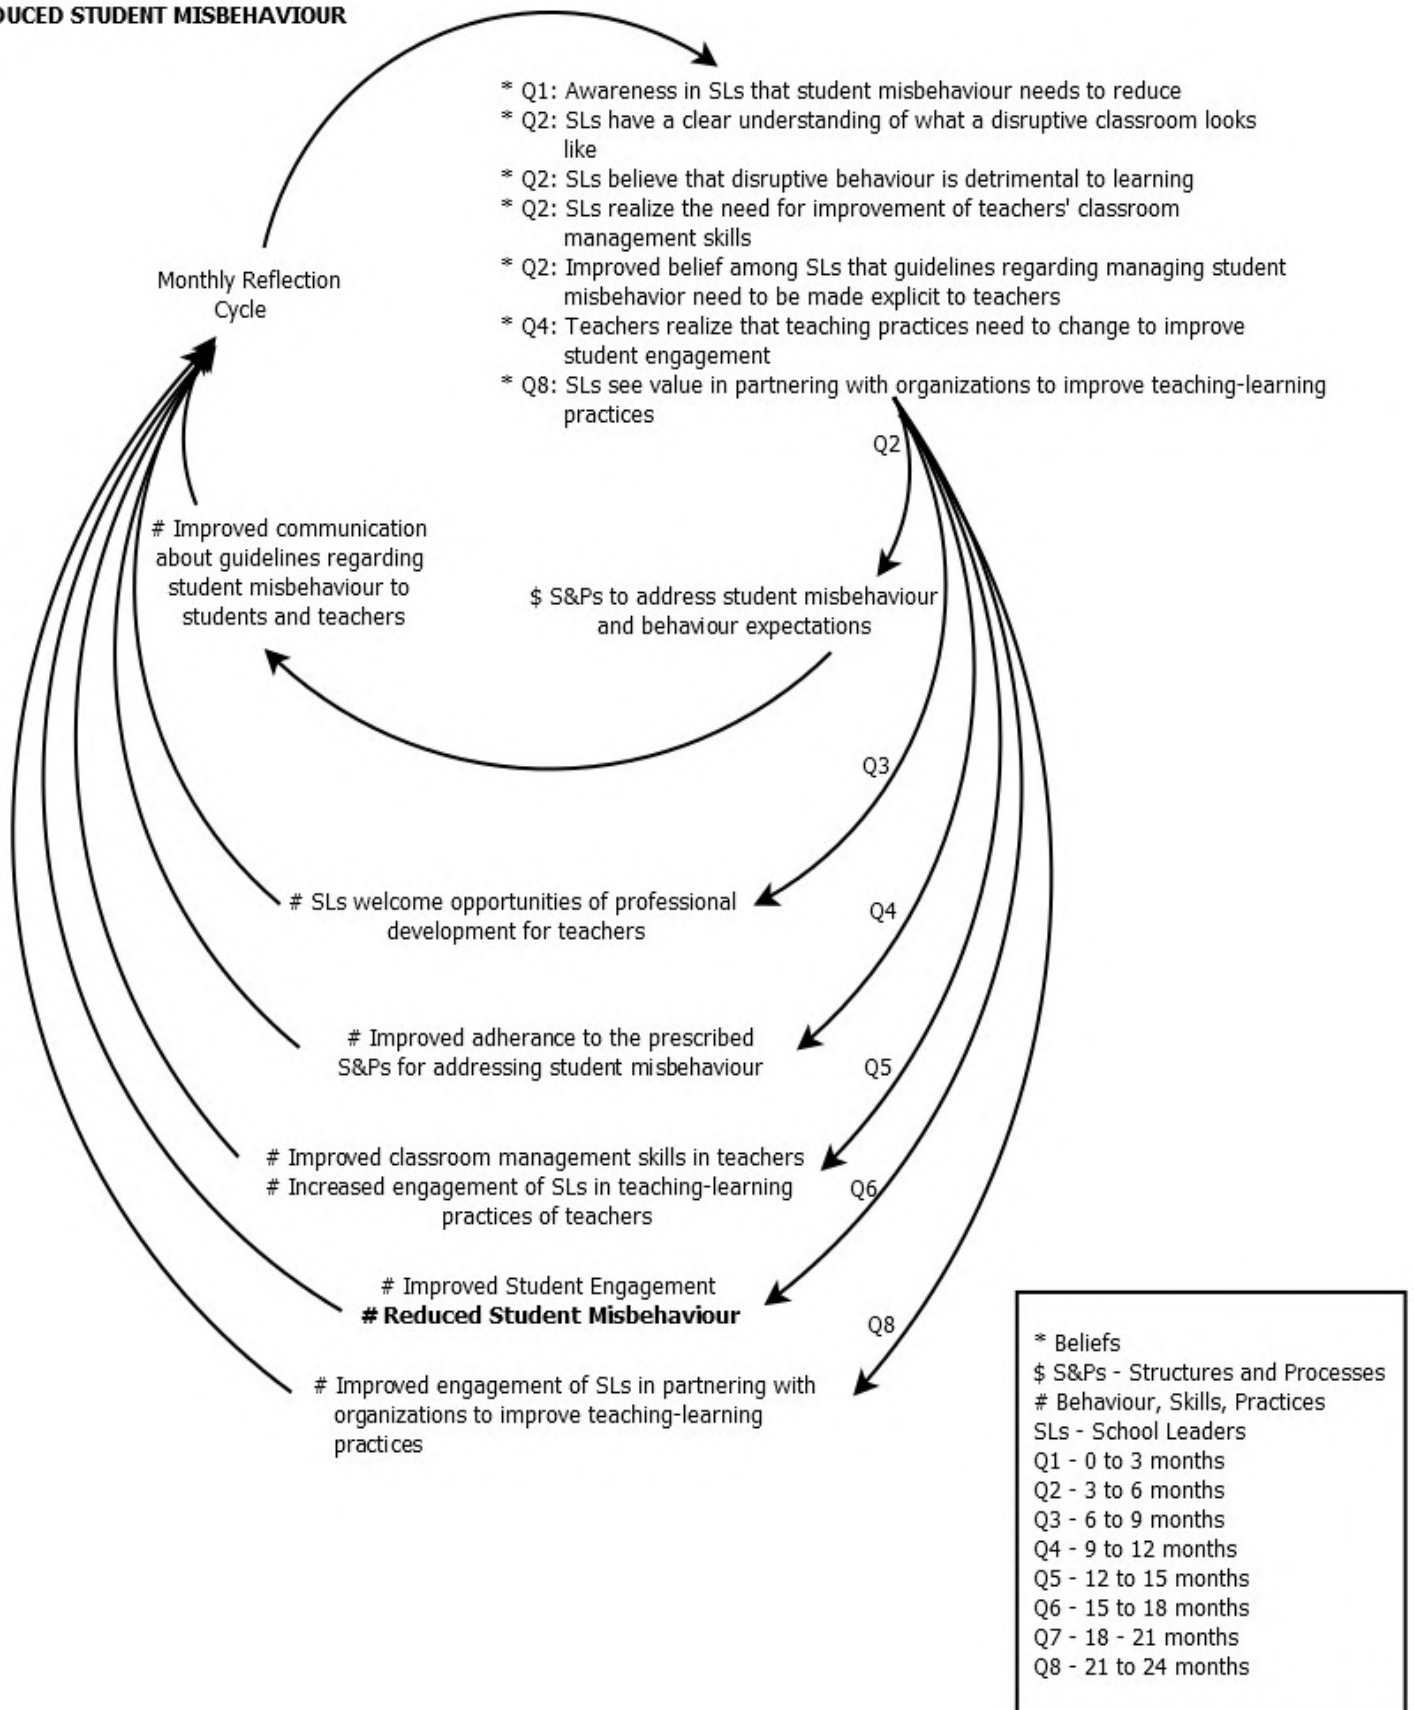 DUCED STUDENT MISBEHAVIOUR
* Q1: Awareness in SLs that student misbehaviour needs to reduce
* Q2: SLs have a clear understanding of what a disruptive classroom looks
like
* Q2: SLs believe that disruptive behaviour is detrimental to learning
* Q2: SLs realize the need for improvement of teachers' classroom
management skills
* Q2: Improved belief among SLs that guidelines regarding managing student
misbehavior need to be made explicit to teachers
* Q4: Teachers realize that teaching practices need to change to improve
student engagement
* Q8: SLs see value in partnering with organizations to improve teaching-learning
practices
Monthly Reflection
Cycle
Q2
# Improved communication
about guidelines regarding
student misbehaviour to
students and teachers
$ S&Ps to address student misbehaviour
and behaviour expectations
Q3
# SLs welcome opportunities of professional
development for teachers
Q4
# Improved adherance to the prescribed
S&Ps for addressing student misbehaviour
Q5
# Improved classroom management skills in teachers
# Increased engagement of SLs in teaching-learning
practices of teachers
Q6
# Improved Student Engagement
# Reduced Student Misbehaviour
Q8
# Improved engagement of SLs in partnering with
organizations to improve teaching-learning
practices
* Beliefs
$ S&Ps - Structures and Processes
# Behaviour, Skills, Practices
SLs - School Leaders
Q1 - 0 to 3 months
Q2 - 3 to 6 months
Q3 - 6 to 9 months
Q4 - 9 to 12 months
Q5 - 12 to 15 months
Q6 - 15 to 18 months
Q7 - 18 - 21 months
Q8 - 21 to 24 months